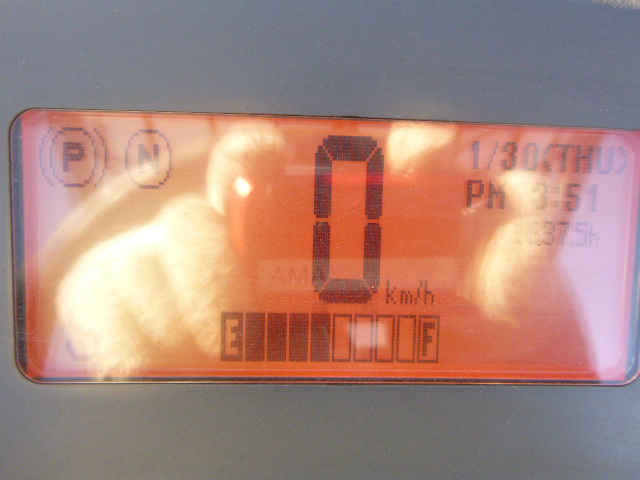 P N
0 km/h
1/30(THU)
PM 3:51
E F